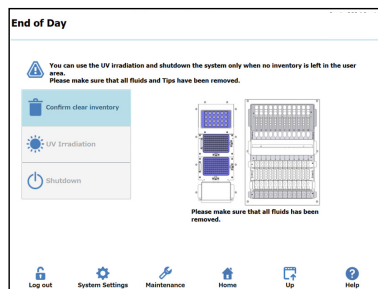 End of Day
You can use the UV irradiation and shutdown the system only when no inventory is left in the user
area.
Please make sure that all fluids and Tips have been removed.
Confirm clear inventory
UV Irradiation
Shutdown
Please make sure that all fluids has been
removed.
Log out
System Settings
Maintenance
Home
Up
Help